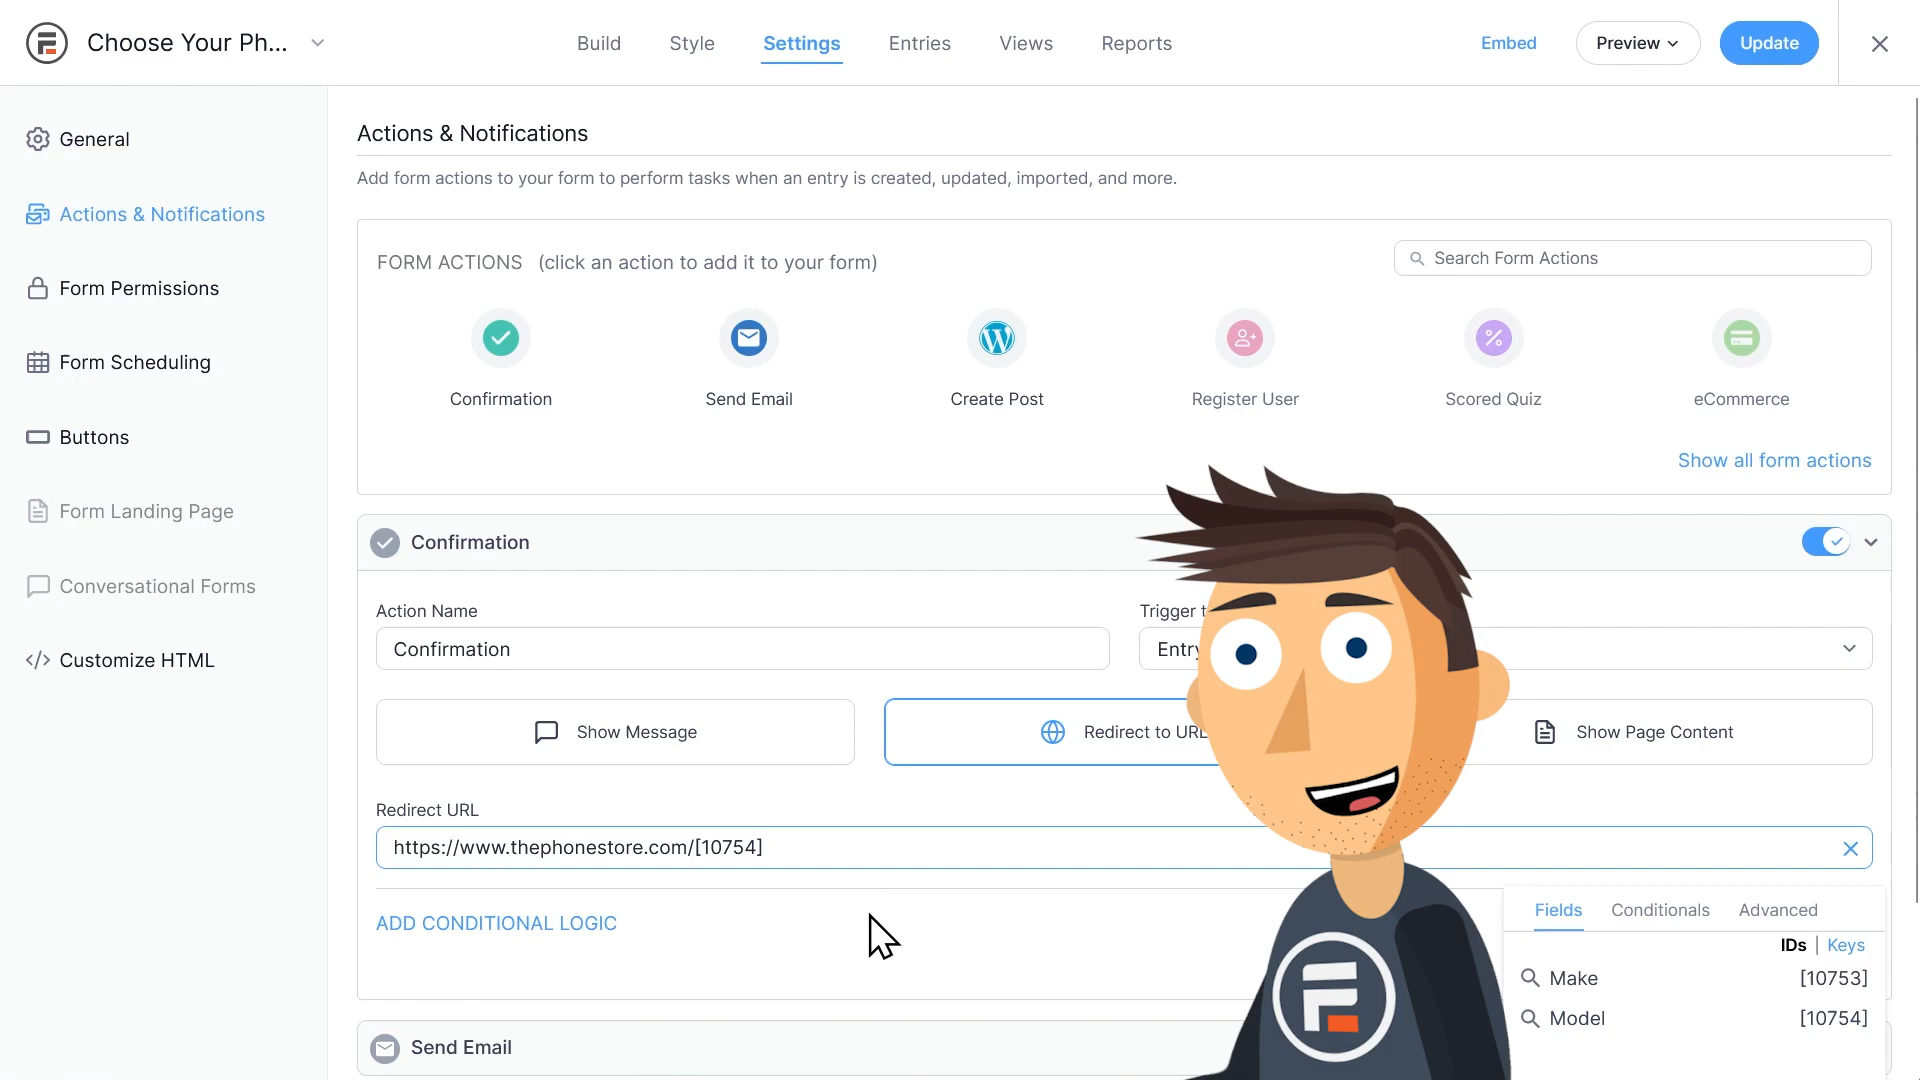 Choose Your Ph...
Build
Style
Settings
Entries
Views
Reports
Embed
Preview
Update
General
Actions & Notifications
Form Permissions
Form Scheduling
Buttons
Form Landing Page
Conversational Forms
Customize HTML
Actions & Notifications
Add form actions to your form to perform tasks when an entry is created, updated, imported, and more.
FORM ACTIONS (click an action to add it to your form)
Search Form Actions
Confirmation
Send Email
Create Post
Register User
Scored Quiz
eCommerce
Show all form actions
Confirmation
Action Name
Trigger t
Confirmation
Entry
Show Message
Redirect to URL
Show Page Content
Redirect URL
https://www.thephonestore.com/[10754]
ADD CONDITIONAL LOGIC
Fields
Conditionals
Advanced
IDs | Keys
Make [10753]
Model [10754]
Send Email